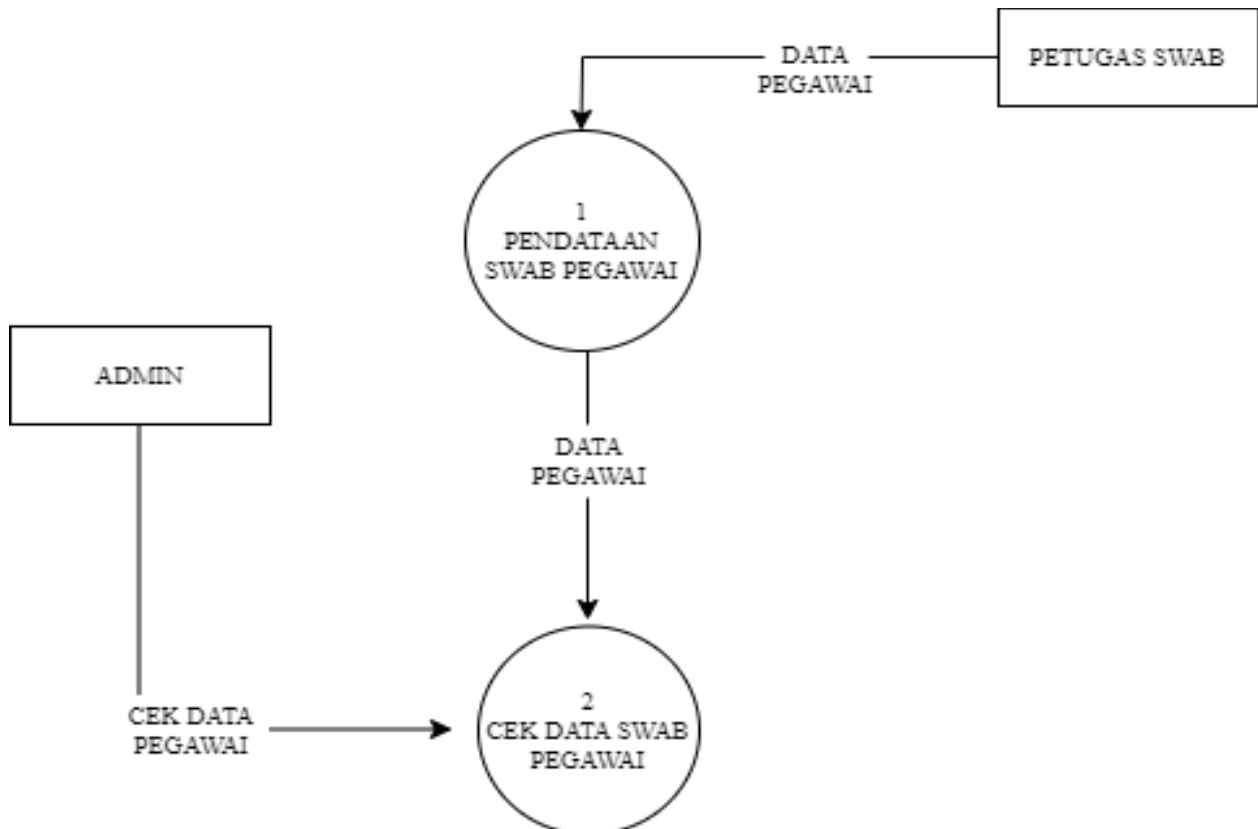 DATA
PEGAWAI
PETUGAS SWAB
1
PENDATAAN
SWAB PEGAWAI
ADMIN
DATA
PEGAWAI
CEK DATA
PEGAWAI
2
CEK DATA SWAB
PEGAWAI